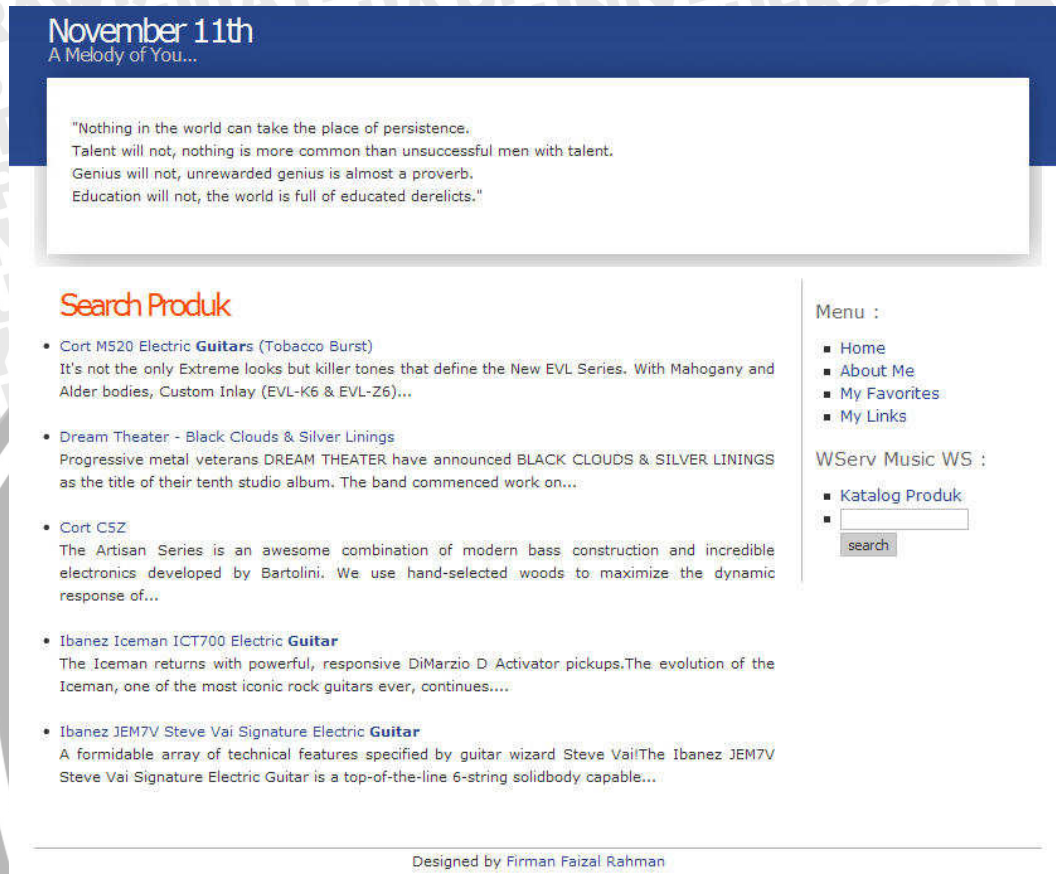 November 11th
A Melody of You...
"Nothing in the world can take the place of persistence.
Talent will not, nothing is more common than unsuccessful men with talent.
Genius will not, unrewarded genius is almost a proverb.
Education will not, the world is full of educated derelicts."
Search Produk
Cort M520 Electric Guitars (Tobacco Burst)
It's not the only Extreme looks but killer tones that define the New EVL Series. With Mahogany and
Alder bodies, Custom Inlay (EVL-K6 & EVL-Z6)...
Dream Theater - Black Clouds & Silver Linings
Progressive metal veterans DREAM THEATER have announced BLACK CLOUDS & SILVER LININGS
as the title of their tenth studio album. The band commenced work on...
Cort C5Z
The Artisan Series is an awesome combination of modern bass construction and incredible
electronics developed by Bartolini. We use hand-selected woods to maximize the dynamic
response of...
Ibanez Iceman ICT700 Electric Guitar
The Iceman returns with powerful, responsive DiMarzio D Activator pickups.The evolution of the
Iceman, one of the most iconic rock guitars ever, continues....
Ibanez JEM7V Steve Vai Signature Electric Guitar
A formidable array of technical features specified by guitar wizard Steve Vai!The Ibanez JEM7V
Steve Vai Signature Electric Guitar is a top-of-the-line 6-string solidbody capable...
Menu :
Home
About Me
My Favorites
My Links
WServ Music WS :
Katalog Produk
search
Designed by Firman Faizal Rahman